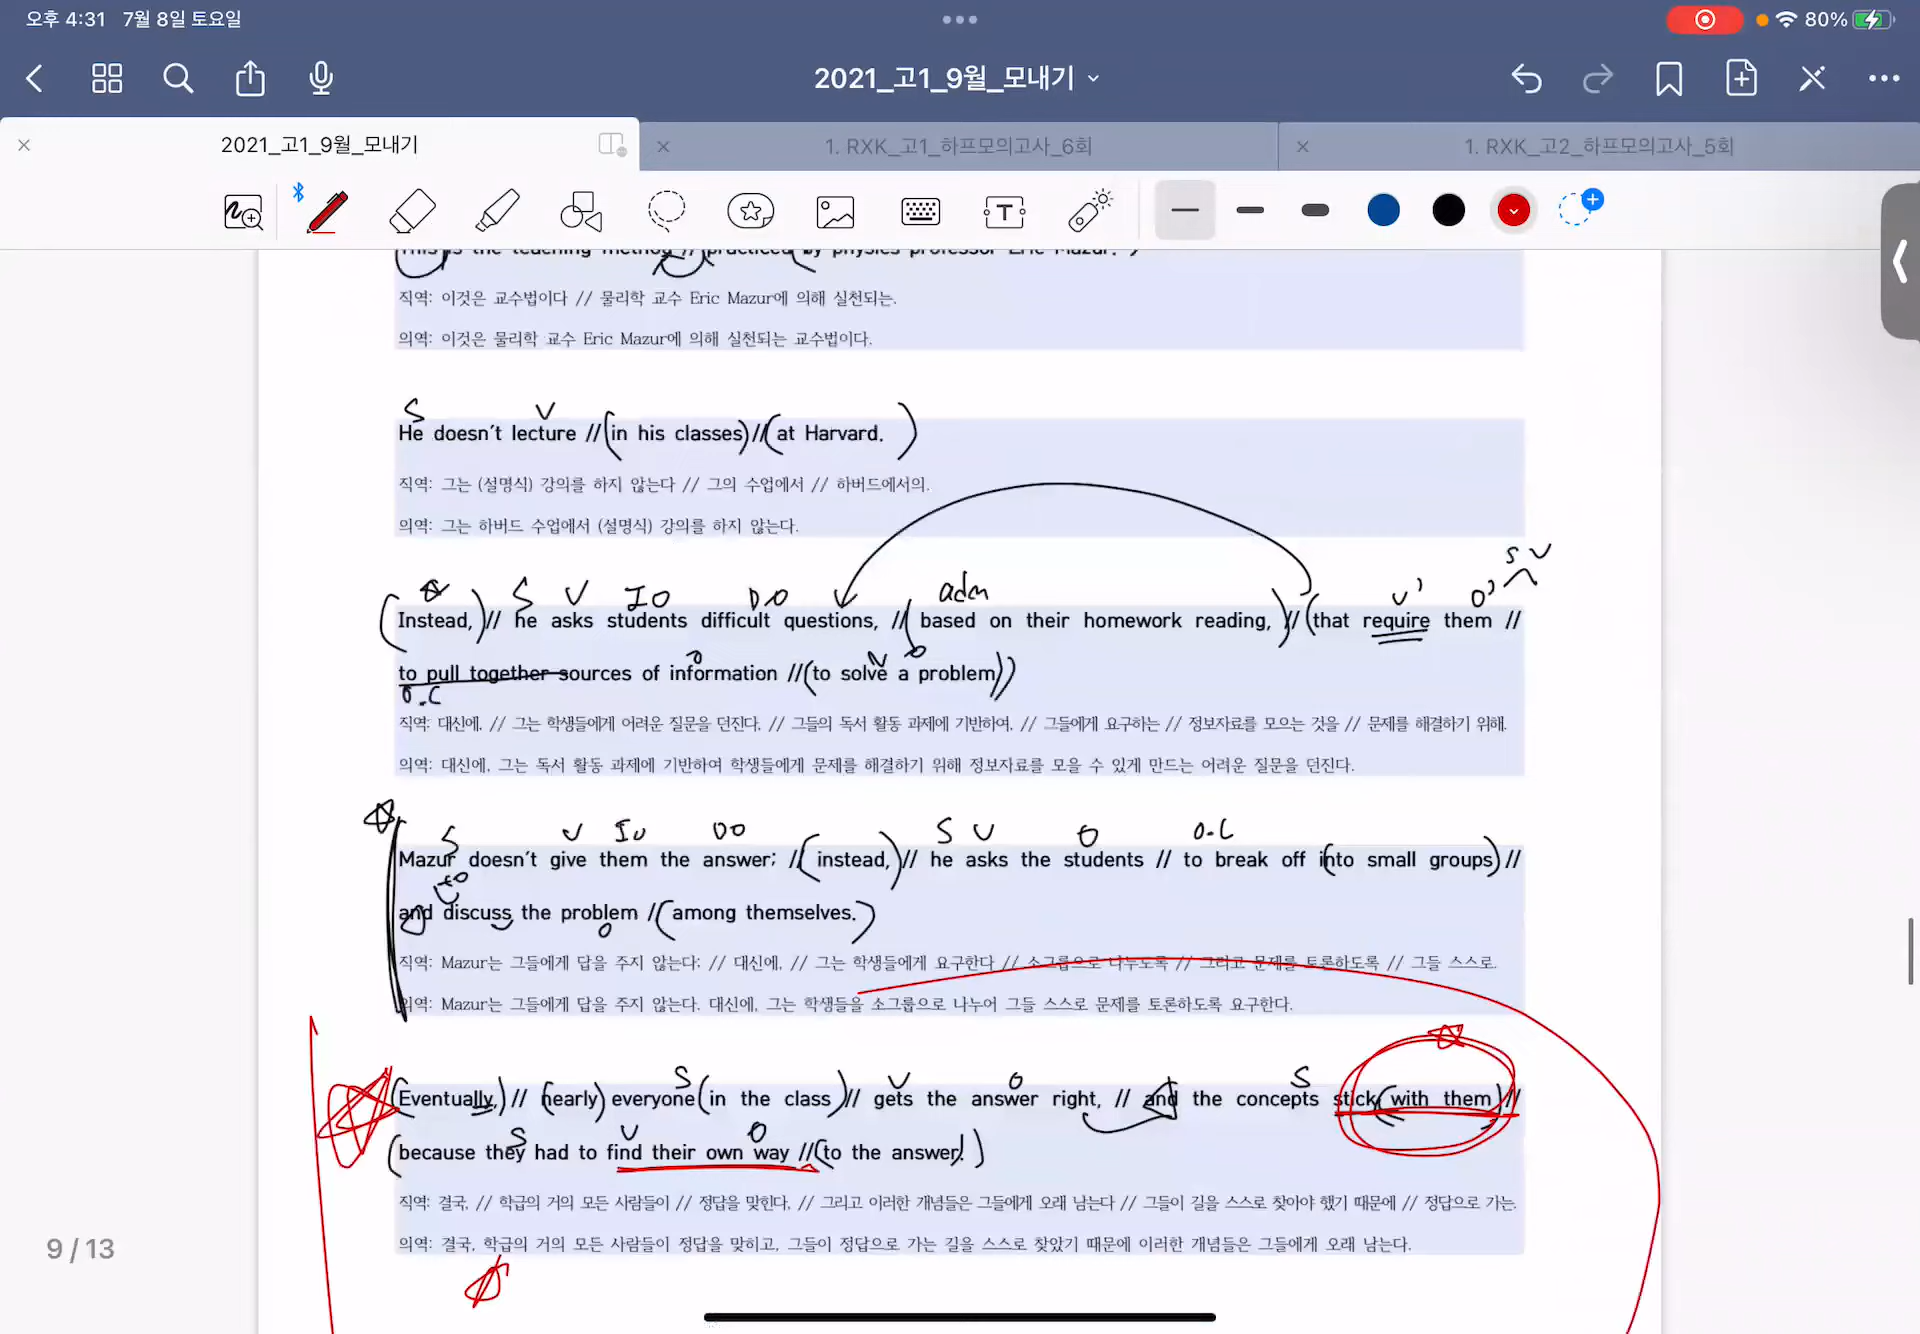 오후 4:31 7월 8일 토요일
80%
2021_고1_9월_모내기
2021_고1_9월_모내기
1. RXK_고1_하프모의고사_6회
1. RXK_고2_하프모의고사_5회
This is the teaching method // practiced by physics professor Eric Mazur.
직역: 이것은 교수법이다 // 물리학 교수 Eric Mazur에 의해 실천되는.
의역: 이것은 물리학 교수 Eric Mazur에 의해 실천되는 교수법이다.
S V
He doesn't lecture // (in his classes) // (at Harvard. )
직역: 그는 (설명식) 강의를 하지 않는다 // 그의 수업에서 // 하버드에서의.
의역: 그는 하버드 수업에서 (설명식) 강의를 하지 않는다.
S V
S V IO DO V' O'
(Instead,) // he asks students difficult questions, // (based on their homework reading,) // (that require them //
to pull together sources of information // (to solve a problem))
O.C
직역: 대신에, // 그는 학생들에게 어려운 질문을 던진다, // 그들의 독서 활동 과제에 기반하여, // 그들에게 요구하는 // 정보자료를 모으는 것을 // 문제를 해결하기 위해.
의역: 대신에, 그는 독서 활동 과제에 기반하여 학생들에게 문제를 해결하기 위해 정보자료를 모을 수 있게 만드는 어려운 질문을 던진다.
S V IO DO S V O O.C
Mazur doesn't give them the answer; // (instead,) // he asks the students // to break off (into small groups) //
to
and discuss the problem // (among themselves.)
O
직역: Mazur는 그들에게 답을 주지 않는다; // 대신에, // 그는 학생들에게 요구한다 // 소그룹으로 나누도록 // 그리고 문제를 토론하도록 // 그들 스스로.
의역: Mazur는 그들에게 답을 주지 않는다. 대신에, 그는 학생들을 소그룹으로 나누어 그들 스스로 문제를 토론하도록 요구한다.
S V O S
(Eventually,) // (nearly) everyone (in the class) // gets the answer right, // and the concepts stick (with them) //
S V O
(because they had to find their own way // (to the answer.)
직역: 결국, // 학급의 거의 모든 사람들이 // 정답을 맞힌다, // 그리고 이러한 개념들은 그들에게 오래 남는다 // 그들이 길을 스스로 찾아야 했기 때문에 // 정답으로 가는.
의역: 결국, 학급의 거의 모든 사람들이 정답을 맞히고, 그들이 정답으로 가는 길을 스스로 찾았기 때문에 이러한 개념들은 그들에게 오래 남는다.
9 / 13